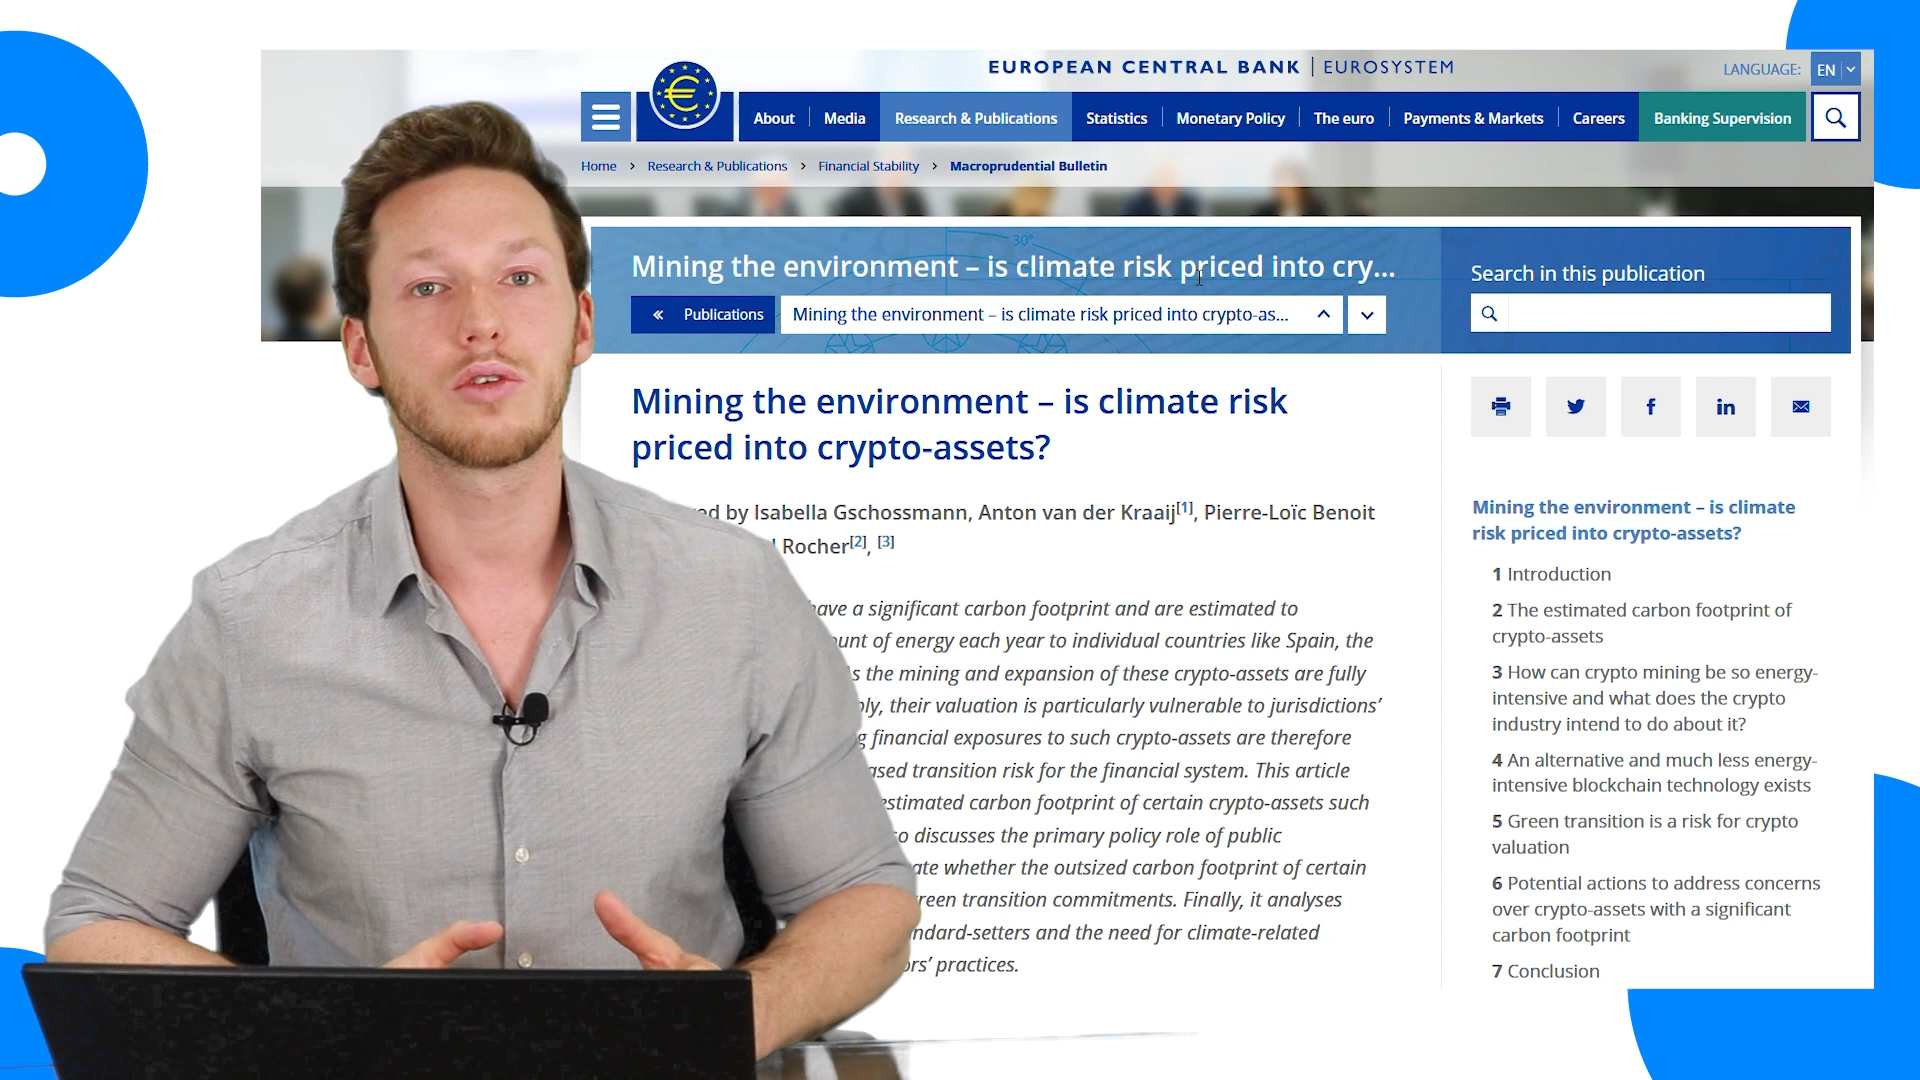 EUROPEAN CENTRAL BANK | EUROSYSTEM
LANGUAGE: EN
About Media Research & Publications Statistics Monetary Policy The euro Payments & Markets Careers Banking Supervision
Home > Research & Publications > Financial Stability > Macroprudential Bulletin
30°
Mining the environment – is climate risk priced into cry...
« Publications
Mining the environment – is climate risk priced into crypto-as...
Search in this publication
Mining the environment – is climate risk
priced into crypto-assets?
by Isabella Gschossmann, Anton van der Kraaij[1], Pierre-Loïc Benoit
Rocher[2], [3]
have a significant carbon footprint and are estimated to
of energy each year to individual countries like Spain, the
the mining and expansion of these crypto-assets are fully
their valuation is particularly vulnerable to jurisdictions’
financial exposures to such crypto-assets are therefore
transition risk for the financial system. This article
estimated carbon footprint of certain crypto-assets such
discusses the primary policy role of public
whether the outsized carbon footprint of certain
transition commitments. Finally, it analyses
and the need for climate-related
practices.
Mining the environment – is climate
risk priced into crypto-assets?
1 Introduction
2 The estimated carbon footprint of
crypto-assets
3 How can crypto mining be so energy-
intensive and what does the crypto
industry intend to do about it?
4 An alternative and much less energy-
intensive blockchain technology exists
5 Green transition is a risk for crypto
valuation
6 Potential actions to address concerns
over crypto-assets with a significant
carbon footprint
7 Conclusion